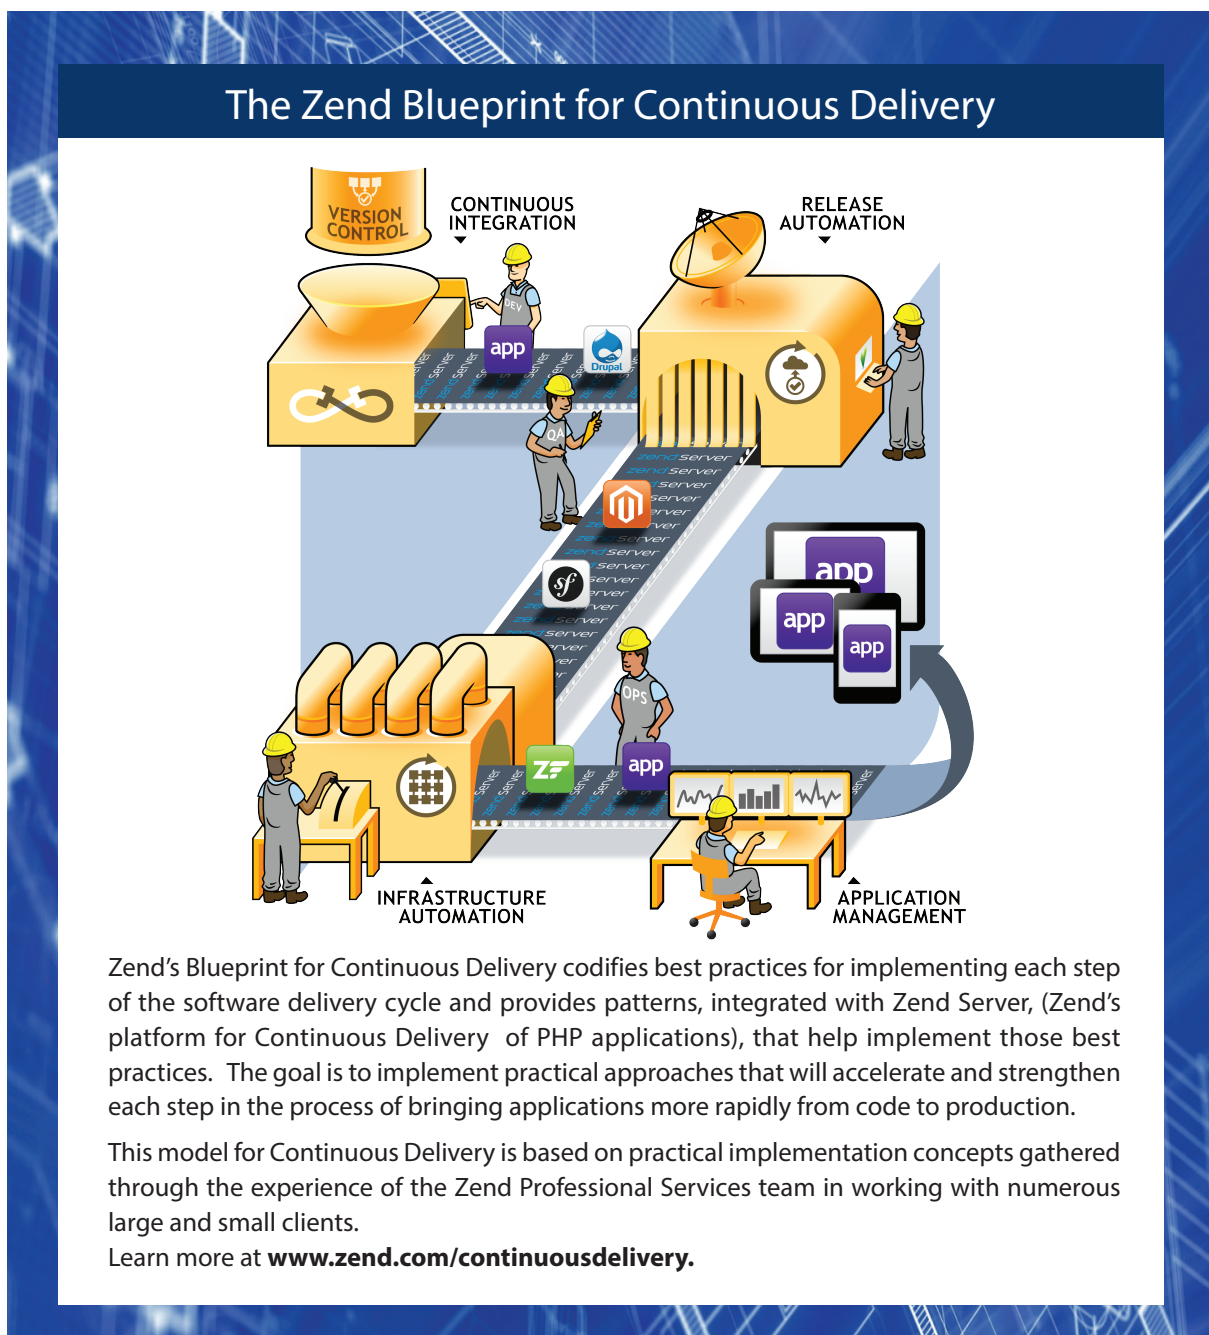 The Zend Blueprint for Continuous Delivery
VERSION
CONTROL
CONTINUOUS
INTEGRATION
RELEASE
AUTOMATION
DEV
app
Drupal
zendserver
QA
zendserver
zendserver
zendserver
sf
app
app
app
OPS
ZF
app
zendserver
INFRASTRUCTURE
AUTOMATION
APPLICATION
MANAGEMENT
Zend’s Blueprint for Continuous Delivery codifies best practices for implementing each step
of the software delivery cycle and provides patterns, integrated with Zend Server, (Zend’s
platform for Continuous Delivery of PHP applications), that help implement those best
practices. The goal is to implement practical approaches that will accelerate and strengthen
each step in the process of bringing applications more rapidly from code to production.
This model for Continuous Delivery is based on practical implementation concepts gathered
through the experience of the Zend Professional Services team in working with numerous
large and small clients.
Learn more at www.zend.com/continuousdelivery.